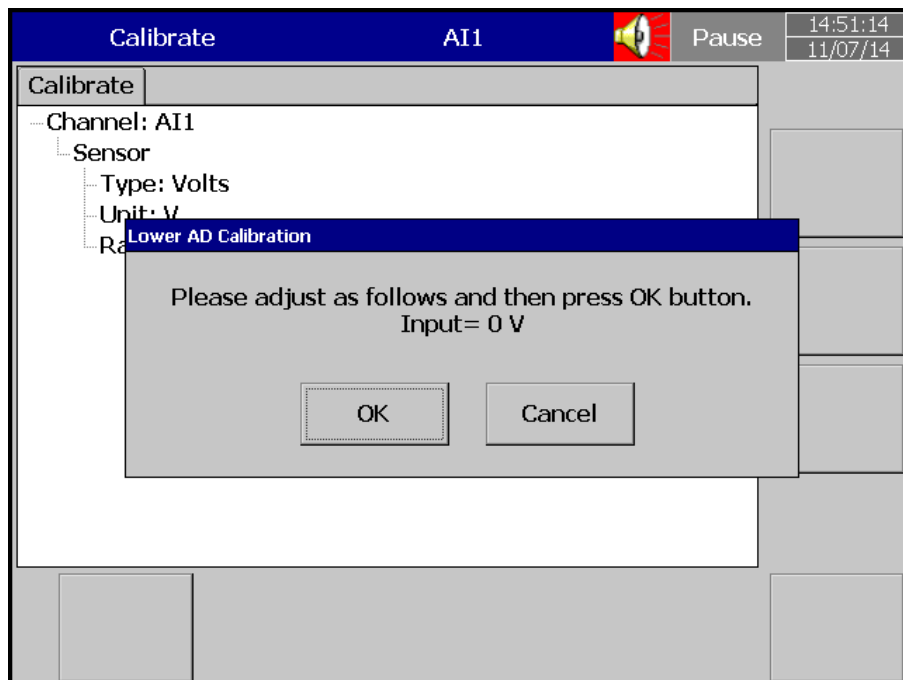 Calibrate AI1 Pause 14:51:14
11/07/14
Calibrate
Channel: AI1
Sensor
Type: Volts
Unit: V
Ra
Lower AD Calibration
Please adjust as follows and then press OK button.
Input= 0 V
OK Cancel